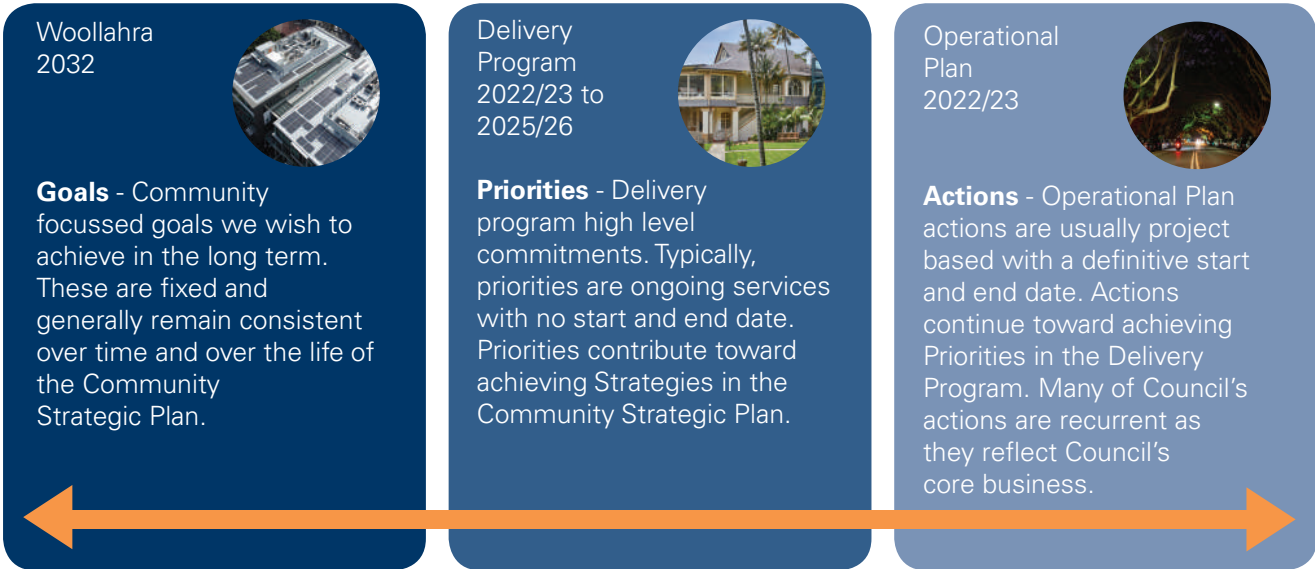 Woollahra
2032
Goals - Community
focussed goals we wish to
achieve in the long term.
These are fixed and
generally remain consistent
over time and over the life of
the Community
Strategic Plan.
Delivery
Program
2022/23 to
2025/26
Priorities - Delivery
program high level
commitments. Typically,
priorities are ongoing services
with no start and end date.
Priorities contribute toward
achieving Strategies in the
Community Strategic Plan.
Operational
Plan
2022/23
Actions - Operational Plan
actions are usually project
based with a definitive start
and end date. Actions
continue toward achieving
Priorities in the Delivery
Program. Many of Council’s
actions are recurrent as
they reflect Council’s
core business.